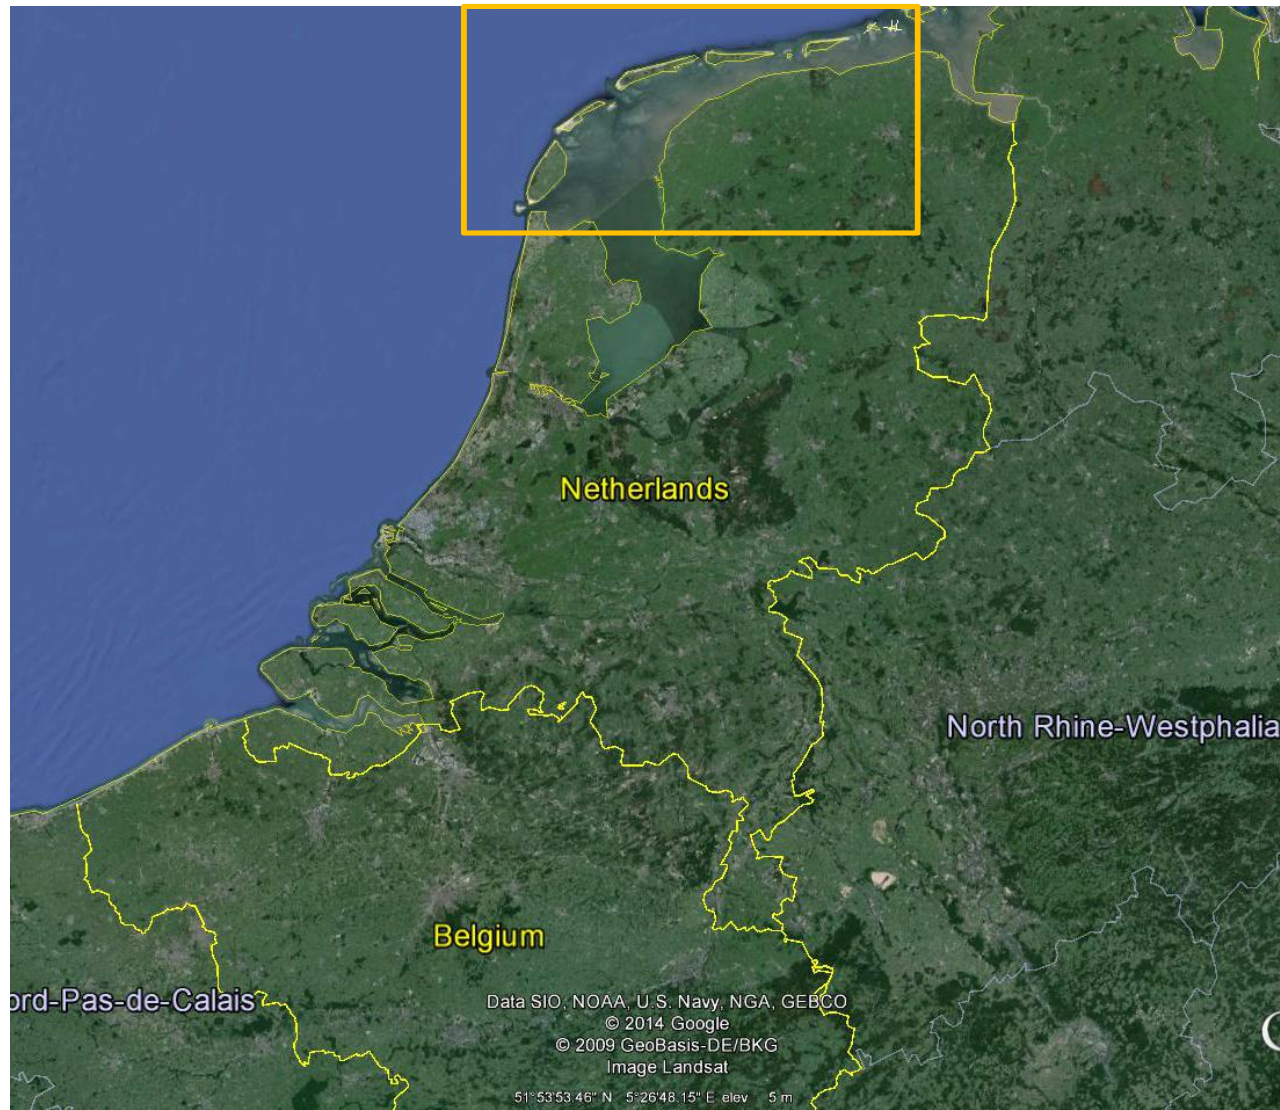 Netherlands
North Rhine-Westphalia
Belgium
ord-Pas-de-Calais
Data SIO, NOAA, U.S. Navy, NGA, GEBCO
© 2014 Google
© 2009 GeoBasis-DE/BKG
Image Landsat
51°53'53.46" N 5°26'48.15" E elev 5 m